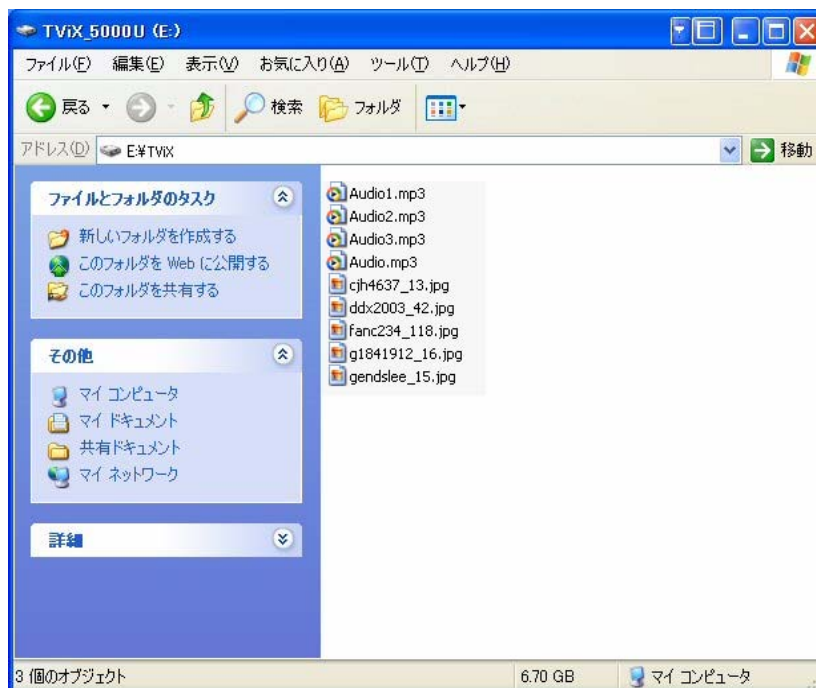 TViX_5000U (E:)
ファイル(F) 編集(E) 表示(V) お気に入り(A) ツール(T) ヘルプ(H)
戻る 検索 フォルダ
アドレス(D) E:¥TViX 移動
ファイルとフォルダのタスク
新しいフォルダを作成する
このフォルダを Web に公開する
このフォルダを共有する
その他
マイ コンピュータ
マイ ドキュメント
共有ドキュメント
マイ ネットワーク
詳細
Audio1.mp3
Audio2.mp3
Audio3.mp3
Audio.mp3
cjh4637_13.jpg
ddx2003_42.jpg
fanc234_118.jpg
g1841912_16.jpg
gendslee_15.jpg
3 個のオブジェクト 6.70 GB マイ コンピュータ